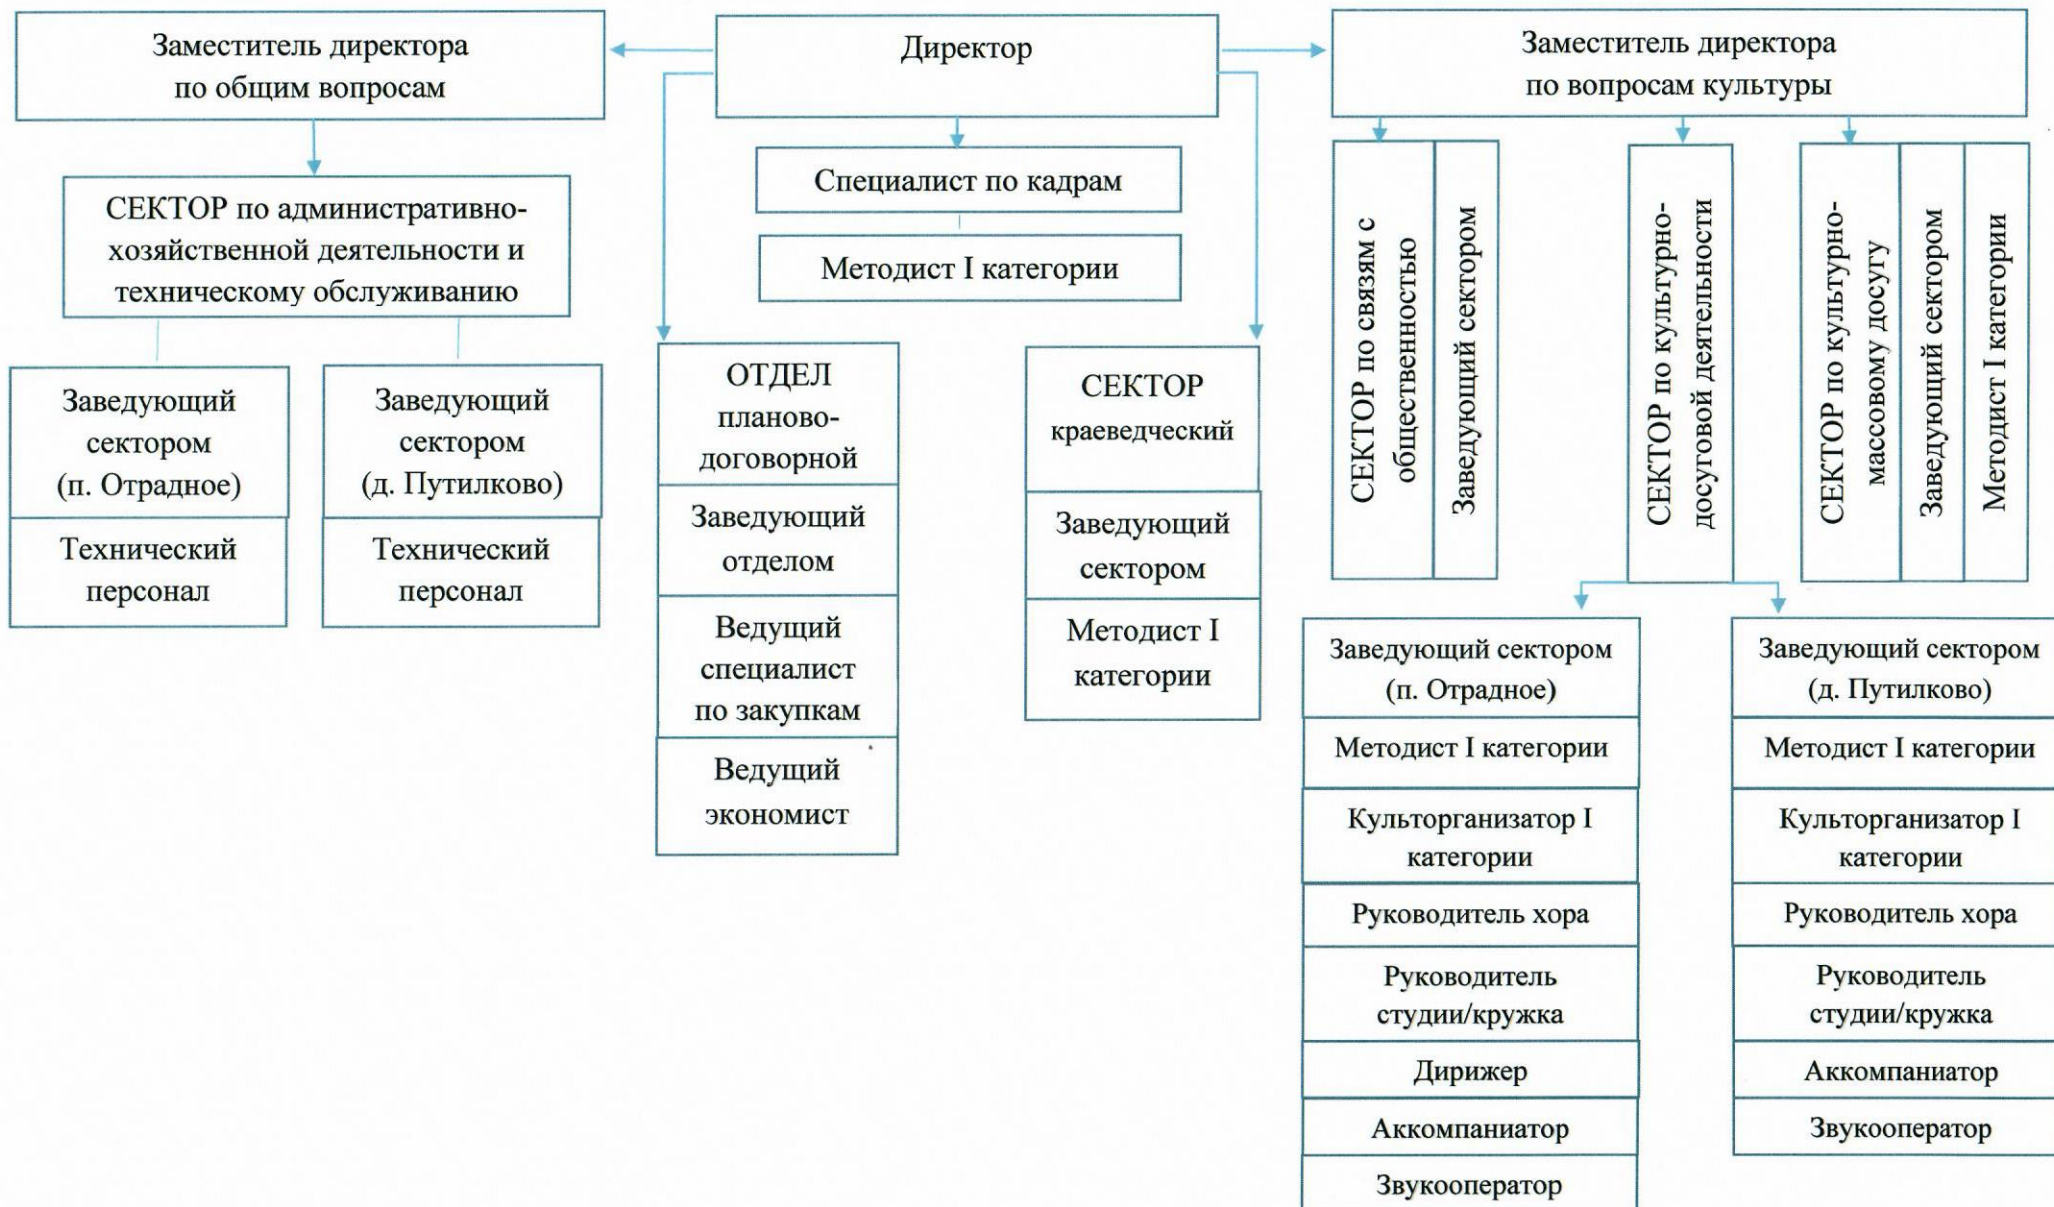 Заместитель директора
по общим вопросам
Директор
Заместитель директора
по вопросам культуры
СЕКТОР по административно-
хозяйственной деятельности и
техническому обслуживанию
Заведующий
сектором
(п. Отрадное)
Технический
персонал
Заведующий
сектором
(д. Путилково)
Технический
персонал
Специалист по кадрам
Методист I категории
ОТДЕЛ
планово-
договорной
Заведующий
отделом
Ведущий
специалист
по закупкам
Ведущий
экономист
СЕКТОР
краеведческий
Заведующий
сектором
Методист I
категории
СЕКТОР по связям с
общественностью
Заведующий сектором
СЕКТОР по культурно-
досуговой деятельности
СЕКТОР по культурно-
массовому досугу
Заведующий сектором
Методист I категории
Заведующий сектором
(п. Отрадное)
Методист I категории
Культорганизатор I
категории
Руководитель хора
Руководитель
студии/кружка
Дирижер
Аккомпаниатор
Звукооператор
Заведующий сектором
(д. Путилково)
Методист I категории
Культорганизатор I
категории
Руководитель хора
Руководитель
студии/кружка
Аккомпаниатор
Звукооператор